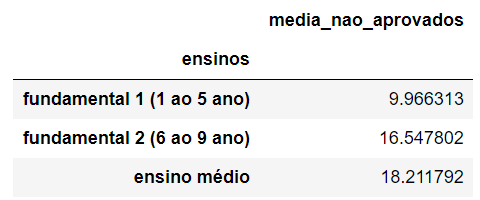 media_nao_aprovados
ensinos
fundamental 1 (1 ao 5 ano) 9.966313
fundamental 2 (6 ao 9 ano) 16.547802
ensino médio 18.211792